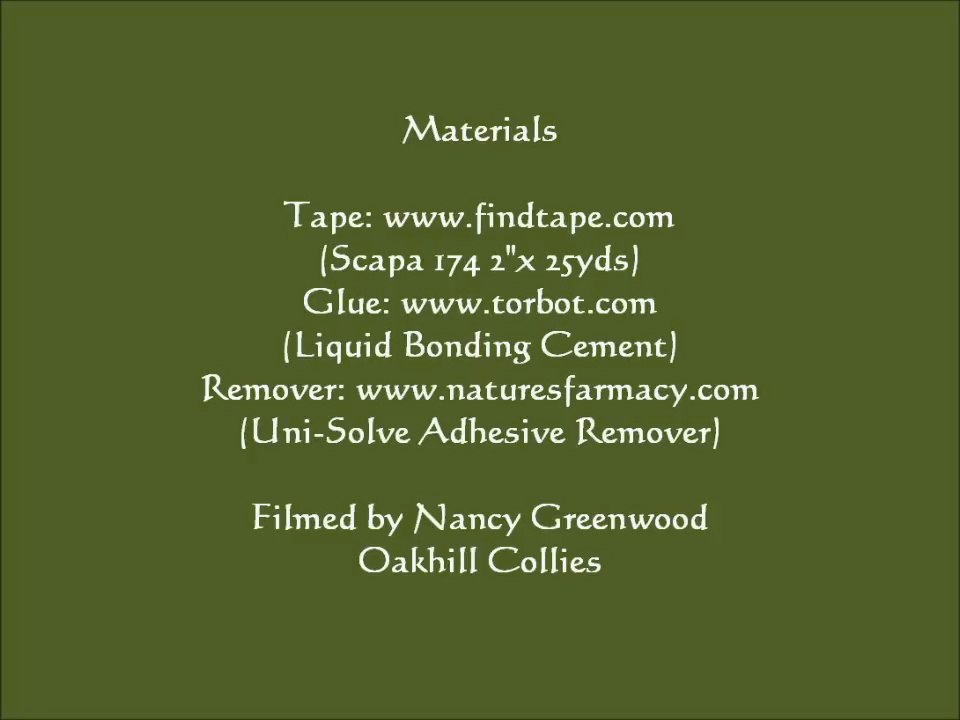 Materials
Tape: www.findtape.com
(Scapa 174 2"x 25yds)
Glue: www.torbot.com
(Liquid Bonding Cement)
Remover: www.naturesfarmacy.com
(Uni-Solve Adhesive Remover)
Filmed by Nancy Greenwood
Oakhill Collies